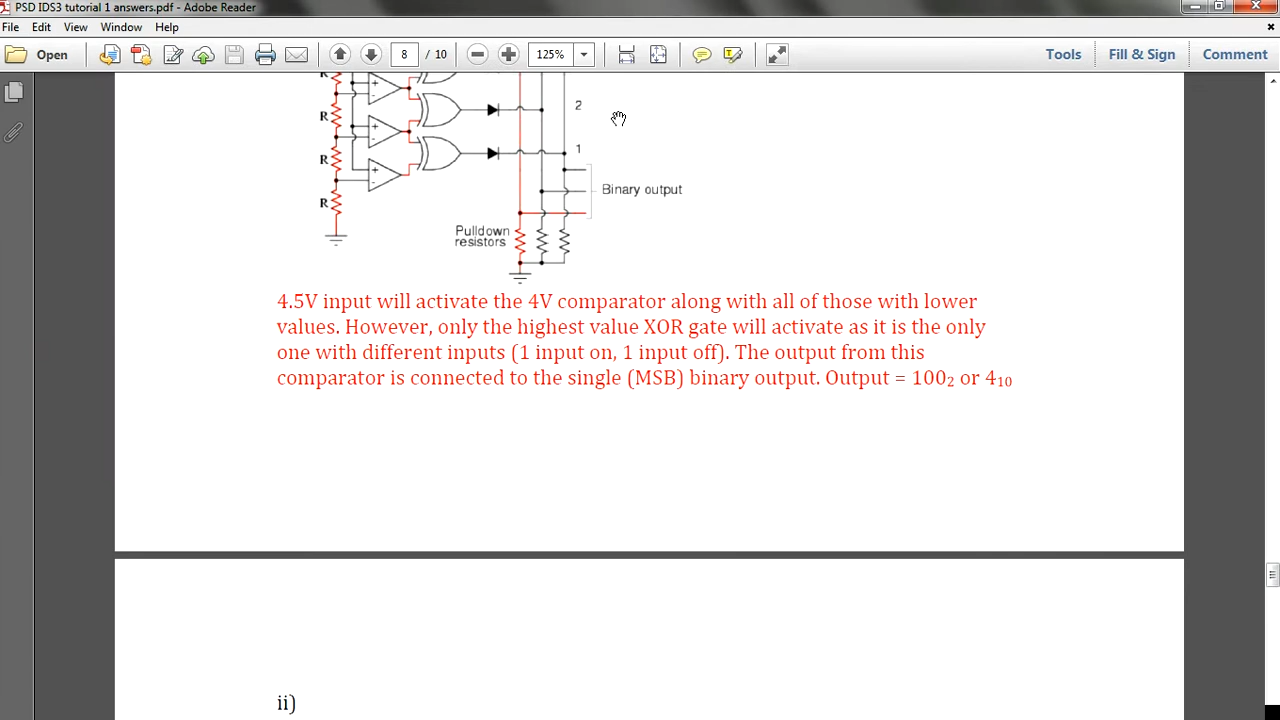 PSD IDS3 tutorial 1 answers.pdf - Adobe Reader
File Edit View Window Help
Open 8 / 10 125% Tools Fill & Sign Comment
R
R 2
R 1
R
Binary output
Pulldown
resistors
4.5V input will activate the 4V comparator along with all of those with lower
values. However, only the highest value XOR gate will activate as it is the only
one with different inputs (1 input on, 1 input off). The output from this
comparator is connected to the single (MSB) binary output. Output = 100₂ or 4₁₀
ii)